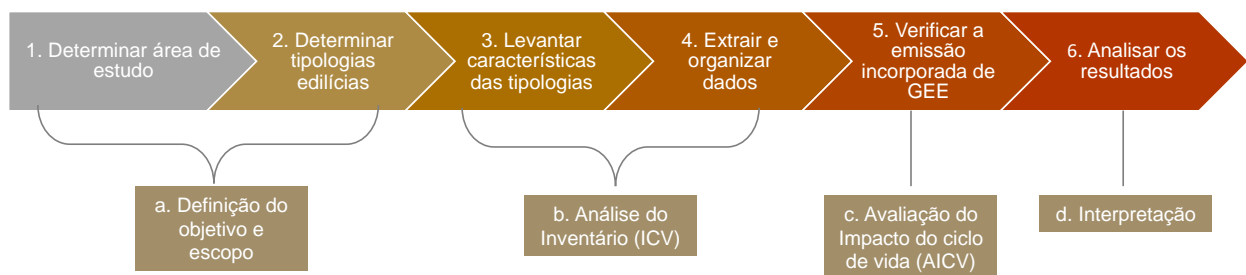 1. Determinar área de
estudo
2. Determinar
tipologias
edilícias
3. Levantar
características
das tipologias
4. Extrair e
organizar
dados
5. Verificar a
emissão
incorporada de
GEE
6. Analisar os
resultados
a. Definição do
objetivo e
escopo
b. Análise do
Inventário (ICV)
c. Avaliação do
Impacto do ciclo
de vida (AICV)
d. Interpretação